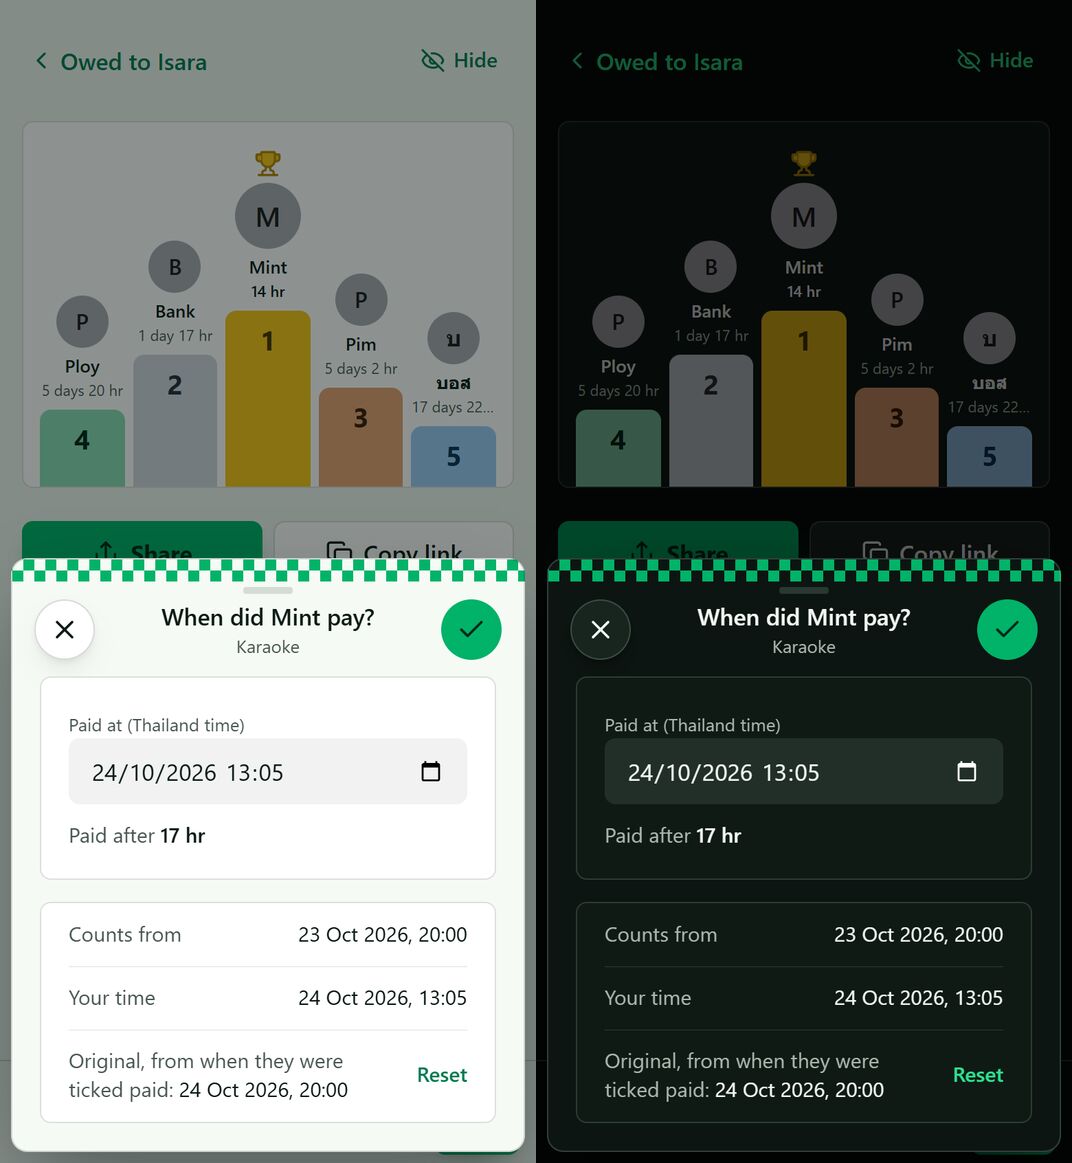 Owed to Isara
Hide
M
Mint
14 hr
B
Bank
1 day 17 hr
P
Pim
5 days 2 hr
P
Ploy
5 days 20 hr
บ
บอส
17 days 22...
1
2
3
4
5
Share
Copy link
When did Mint pay?
Karaoke
Paid at (Thailand time)
24/10/2026 13:05
Paid after 17 hr
Counts from
23 Oct 2026, 20:00
Your time
24 Oct 2026, 13:05
Original, from when they were
ticked paid: 24 Oct 2026, 20:00
Reset
Owed to Isara
Hide
M
Mint
14 hr
B
Bank
1 day 17 hr
P
Pim
5 days 2 hr
P
Ploy
5 days 20 hr
บ
บอส
17 days 22...
1
2
3
4
5
Share
Copy link
When did Mint pay?
Karaoke
Paid at (Thailand time)
24/10/2026 13:05
Paid after 17 hr
Counts from
23 Oct 2026, 20:00
Your time
24 Oct 2026, 13:05
Original, from when they were
ticked paid: 24 Oct 2026, 20:00
Reset